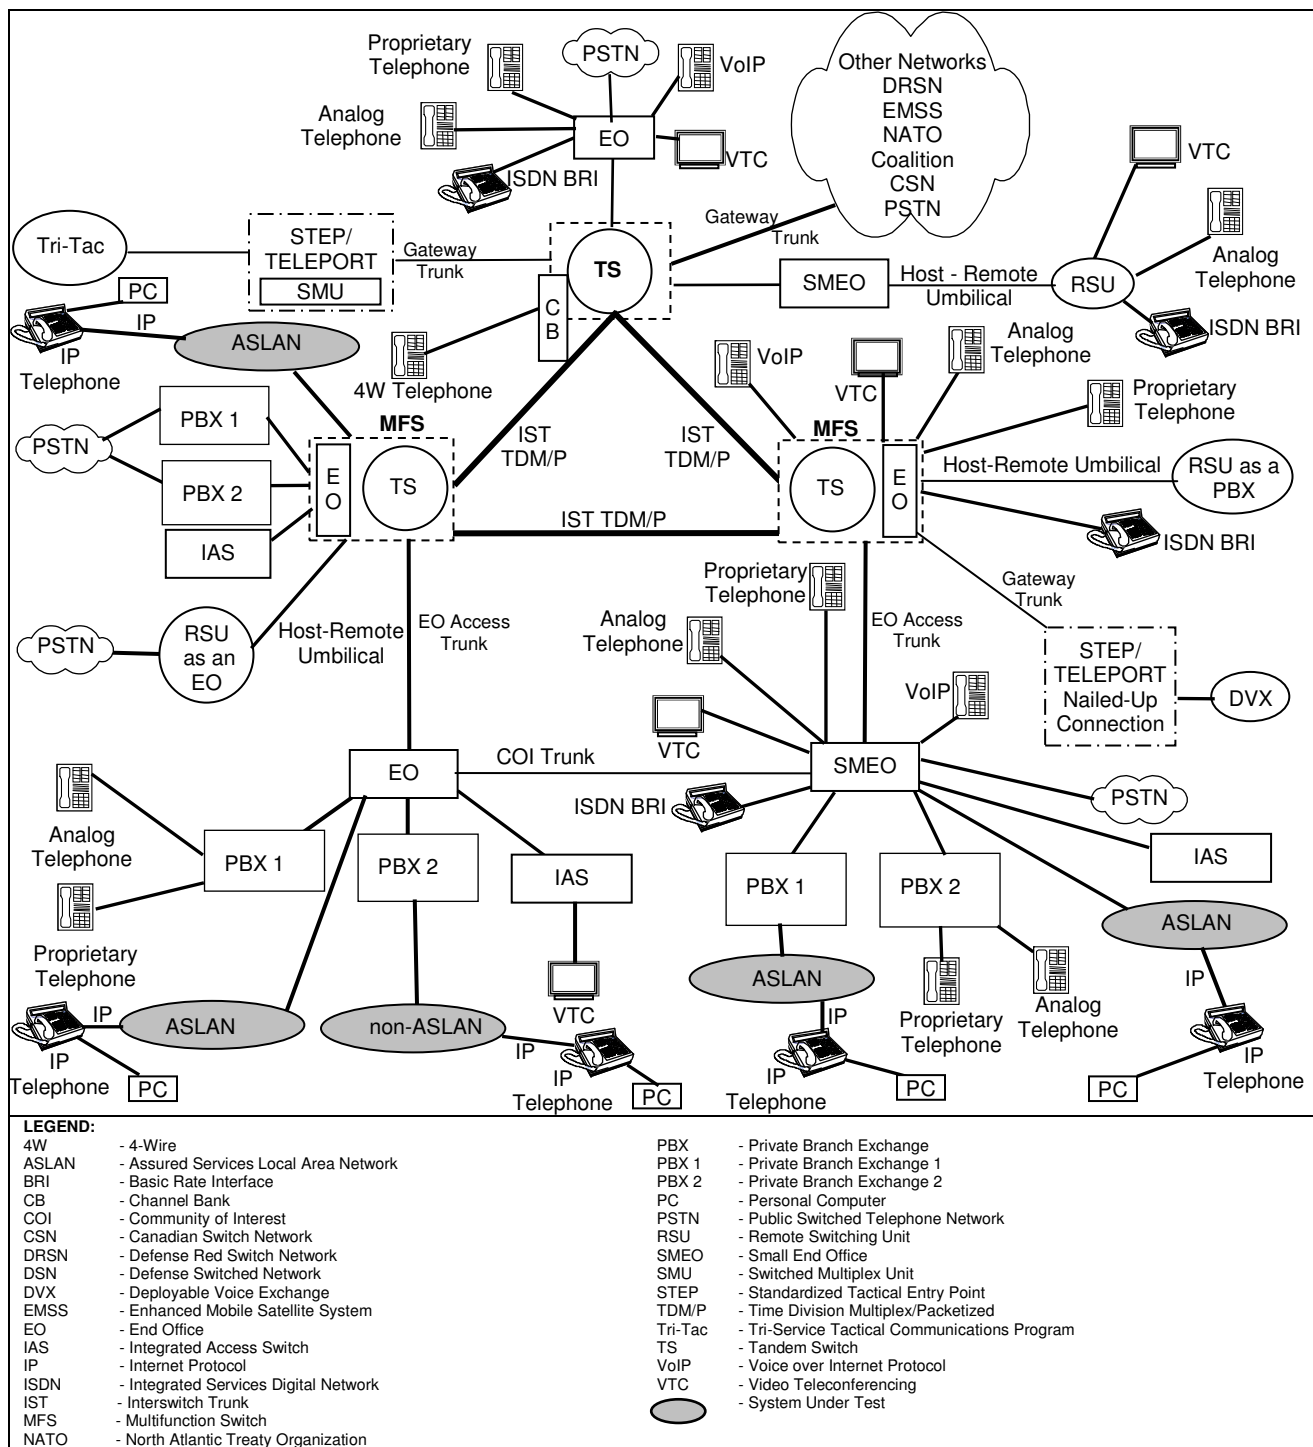 Proprietary
Telephone
PSTN
VoIP
Analog
Telephone
EO
VTC
ISDN BRI
Other Networks
DRSN
EMSS
NATO
Coalition
CSN
PSTN
VTC
Analog
Telephone
Tri-Tac
STEP/
TELEPORT
SMU
Gateway
Trunk
TS
Gateway
Trunk
SMEO
Host - Remote
Umbilical
RSU
ISDN BRI
PC
IP
IP
Telephone
ASLAN
C
B
4W Telephone
VoIP
VTC
Analog
Telephone
Proprietary
Telephone
PBX 1
PSTN
PBX 2
IAS
MFS
E
O
TS
IST
TDM/P
IST
TDM/P
IST TDM/P
MFS
TS
E
O
Host-Remote Umbilical
RSU as a
PBX
ISDN BRI
PSTN
RSU
as an
EO
Host-Remote
Umbilical
EO Access
Trunk
Proprietary
Telephone
Analog
Telephone
EO Access
Trunk
Gateway
Trunk
STEP/
TELEPORT
Nailed-Up
Connection
DVX
VTC
VoIP
EO
COI Trunk
SMEO
ISDN BRI
PSTN
IAS
Analog
Telephone
PBX 1
PBX 2
IAS
Proprietary
Telephone
PBX 1
PBX 2
ASLAN
IP
ASLAN
IP
Telephone
PC
non-ASLAN
IP
VTC
IP
Telephone
PC
ASLAN
IP
IP
Telephone
PC
Proprietary
Telephone
Analog
Telephone
IP
IP
Telephone
PC
LEGEND:
4W - 4-Wire
ASLAN - Assured Services Local Area Network
BRI - Basic Rate Interface
CB - Channel Bank
COI - Community of Interest
CSN - Canadian Switch Network
DRSN - Defense Red Switch Network
DSN - Defense Switched Network
DVX - Deployable Voice Exchange
EMSS - Enhanced Mobile Satellite System
EO - End Office
IAS - Integrated Access Switch
IP - Internet Protocol
ISDN - Integrated Services Digital Network
IST - Interswitch Trunk
MFS - Multifunction Switch
NATO - North Atlantic Treaty Organization
PBX - Private Branch Exchange
PBX 1 - Private Branch Exchange 1
PBX 2 - Private Branch Exchange 2
PC - Personal Computer
PSTN - Public Switched Telephone Network
RSU - Remote Switching Unit
SMEO - Small End Office
SMU - Switched Multiplex Unit
STEP - Standardized Tactical Entry Point
TDM/P - Time Division Multiplex/Packetized
Tri-Tac - Tri-Service Tactical Communications Program
TS - Tandem Switch
VoIP - Voice over Internet Protocol
VTC - Video Teleconferencing
- System Under Test